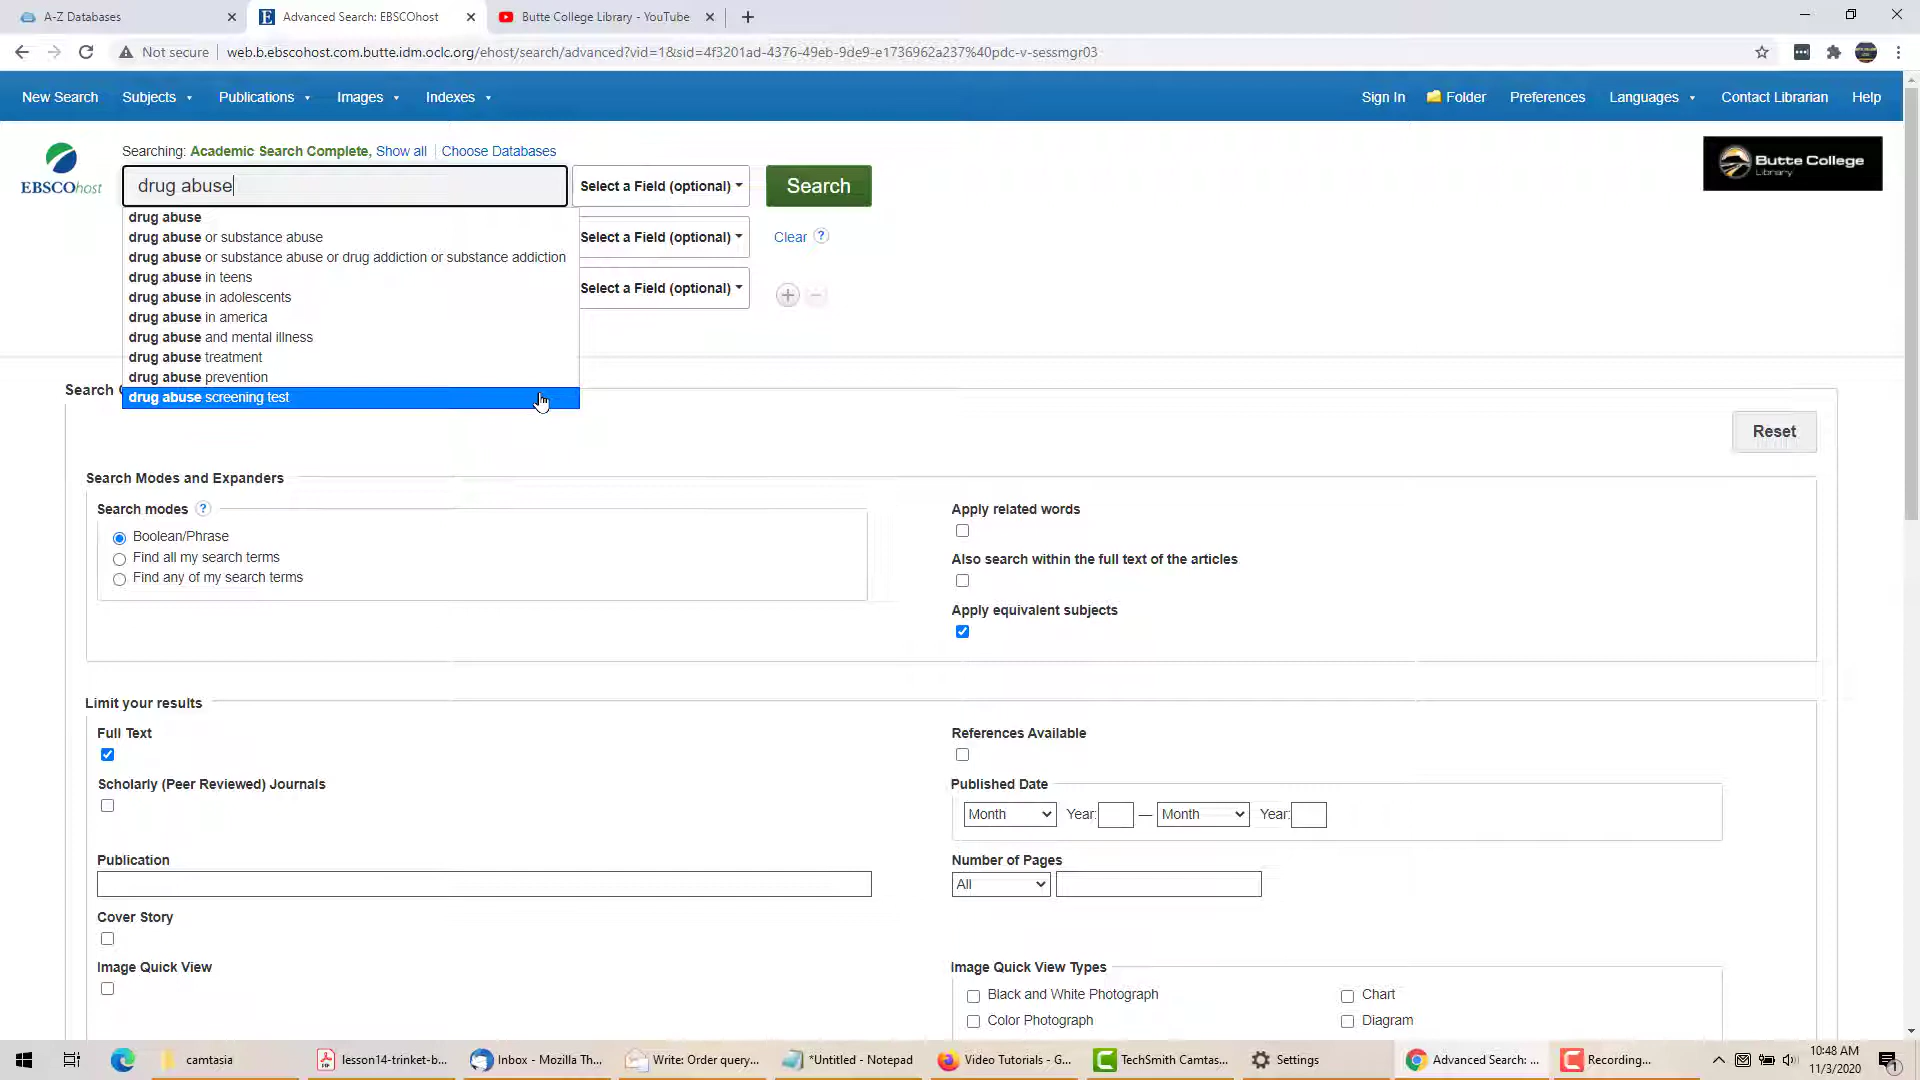 A-Z Databases
Advanced Search: EBSCOhost
Butte College Library - YouTube
Not secure
web.b.ebscohost.com.butte.idm.oclc.org/ehost/search/advanced?vid=1&sid=4f3201ad-4376-49eb-9de9-e1736962a237%40pdc-v-sessmgr03
New Search Subjects Publications Images Indexes
Sign In Folder Preferences Languages Contact Librarian Help
Searching: Academic Search Complete, Show all Choose Databases
EBSCOhost
drug abuse
Select a Field (optional)
Search
Butte College
Library
drug abuse
drug abuse or substance abuse
Select a Field (optional)
Clear ?
drug abuse or substance abuse or drug addiction or substance addiction
drug abuse in teens
drug abuse in adolescents
Select a Field (optional)
drug abuse in america
drug abuse and mental illness
drug abuse treatment
drug abuse prevention
Search
drug abuse screening test
Reset
Search Modes and Expanders
Search modes ?
Boolean/Phrase
Find all my search terms
Find any of my search terms
Apply related words
Also search within the full text of the articles
Apply equivalent subjects
Limit your results
Full Text
References Available
Scholarly (Peer Reviewed) Journals
Published Date
Month Year: — Month Year:
Publication
Number of Pages
All
Cover Story
Image Quick View
Image Quick View Types
Black and White Photograph
Chart
Color Photograph
Diagram
camtasia
lesson14-trinket-b...
Inbox - Mozilla Th...
Write: Order query...
*Untitled - Notepad
Video Tutorials - G...
TechSmith Camtas...
Settings
Advanced Search: ...
Recording...
10:48 AM
11/3/2020
1